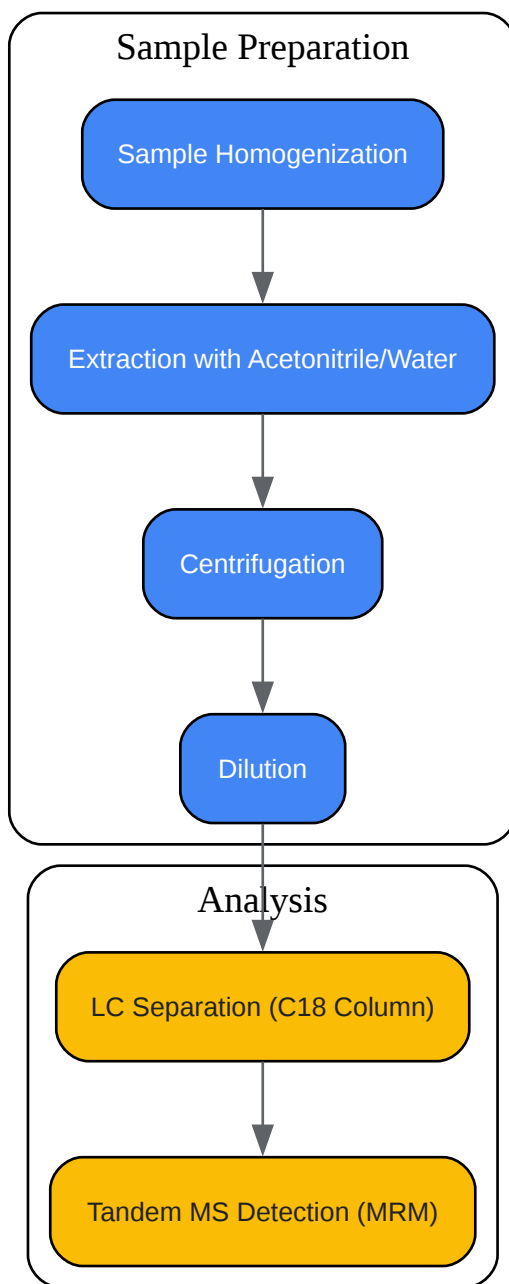 Sample Preparation
Sample Homogenization
Extraction with Acetonitrile/Water
Centrifugation
Dilution
Analysis
LC Separation (C18 Column)
Tandem MS Detection (MRM)